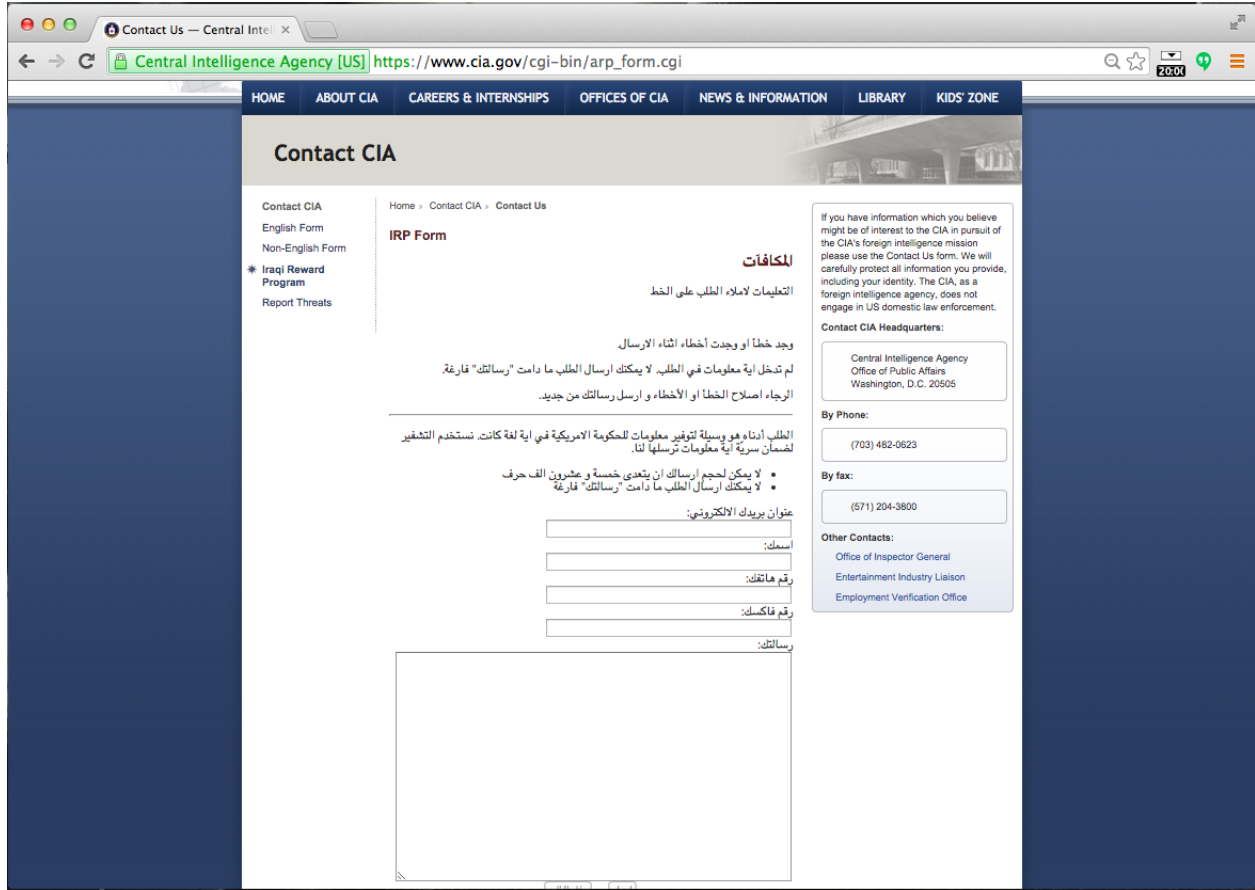 Contact Us — Central Intel
Central Intelligence Agency [US] https://www.cia.gov/cgi-bin/arp_form.cgi
20:00
HOME ABOUT CIA CAREERS & INTERNSHIPS OFFICES OF CIA NEWS & INFORMATION LIBRARY KIDS' ZONE
Contact CIA
Contact CIA
English Form
Non-English Form
Iraqi Reward
Program
Report Threats
Home » Contact CIA » Contact Us
IRP Form
المكافآت
التعليمات لاملاء الطلب على الخط
وجد خطأ او وجدت أخطاء اثناء الارسال.
لم تدخل اية معلومات في الطلب. لا يمكنك ارسال الطلب ما دامت "رسالتك" فارغة.
الرجاء اصلاح الخطأ او الأخطاء و ارسل رسالتك من جديد.
الطلب أدناه هو وسيلة لتوفير معلومات للحكومة الامريكية في اية لغة كانت. نستخدم التشفير
لضمان سرية أية معلومات ترسلها لنا.
• لا يمكن لحجم ارسالك ان يتعدى خمسة و عشرون الف حرف
• لا يمكنك ارسال الطلب ما دامت "رسالتك" فارغة
عنوان بريدك الالكتروني:
اسمك:
رقم هاتفك:
رقم فاكسك:
رسالتك:
If you have information which you believe
might be of interest to the CIA in pursuit of
the CIA's foreign intelligence mission
please use the Contact Us form. We will
carefully protect all information you provide,
including your identity. The CIA, as a
foreign intelligence agency, does not
engage in US domestic law enforcement.
Contact CIA Headquarters:
Central Intelligence Agency
Office of Public Affairs
Washington, D.C. 20505
By Phone:
(703) 482-0623
By fax:
(571) 204-3800
Other Contacts:
Office of Inspector General
Entertainment Industry Liaison
Employment Verification Office